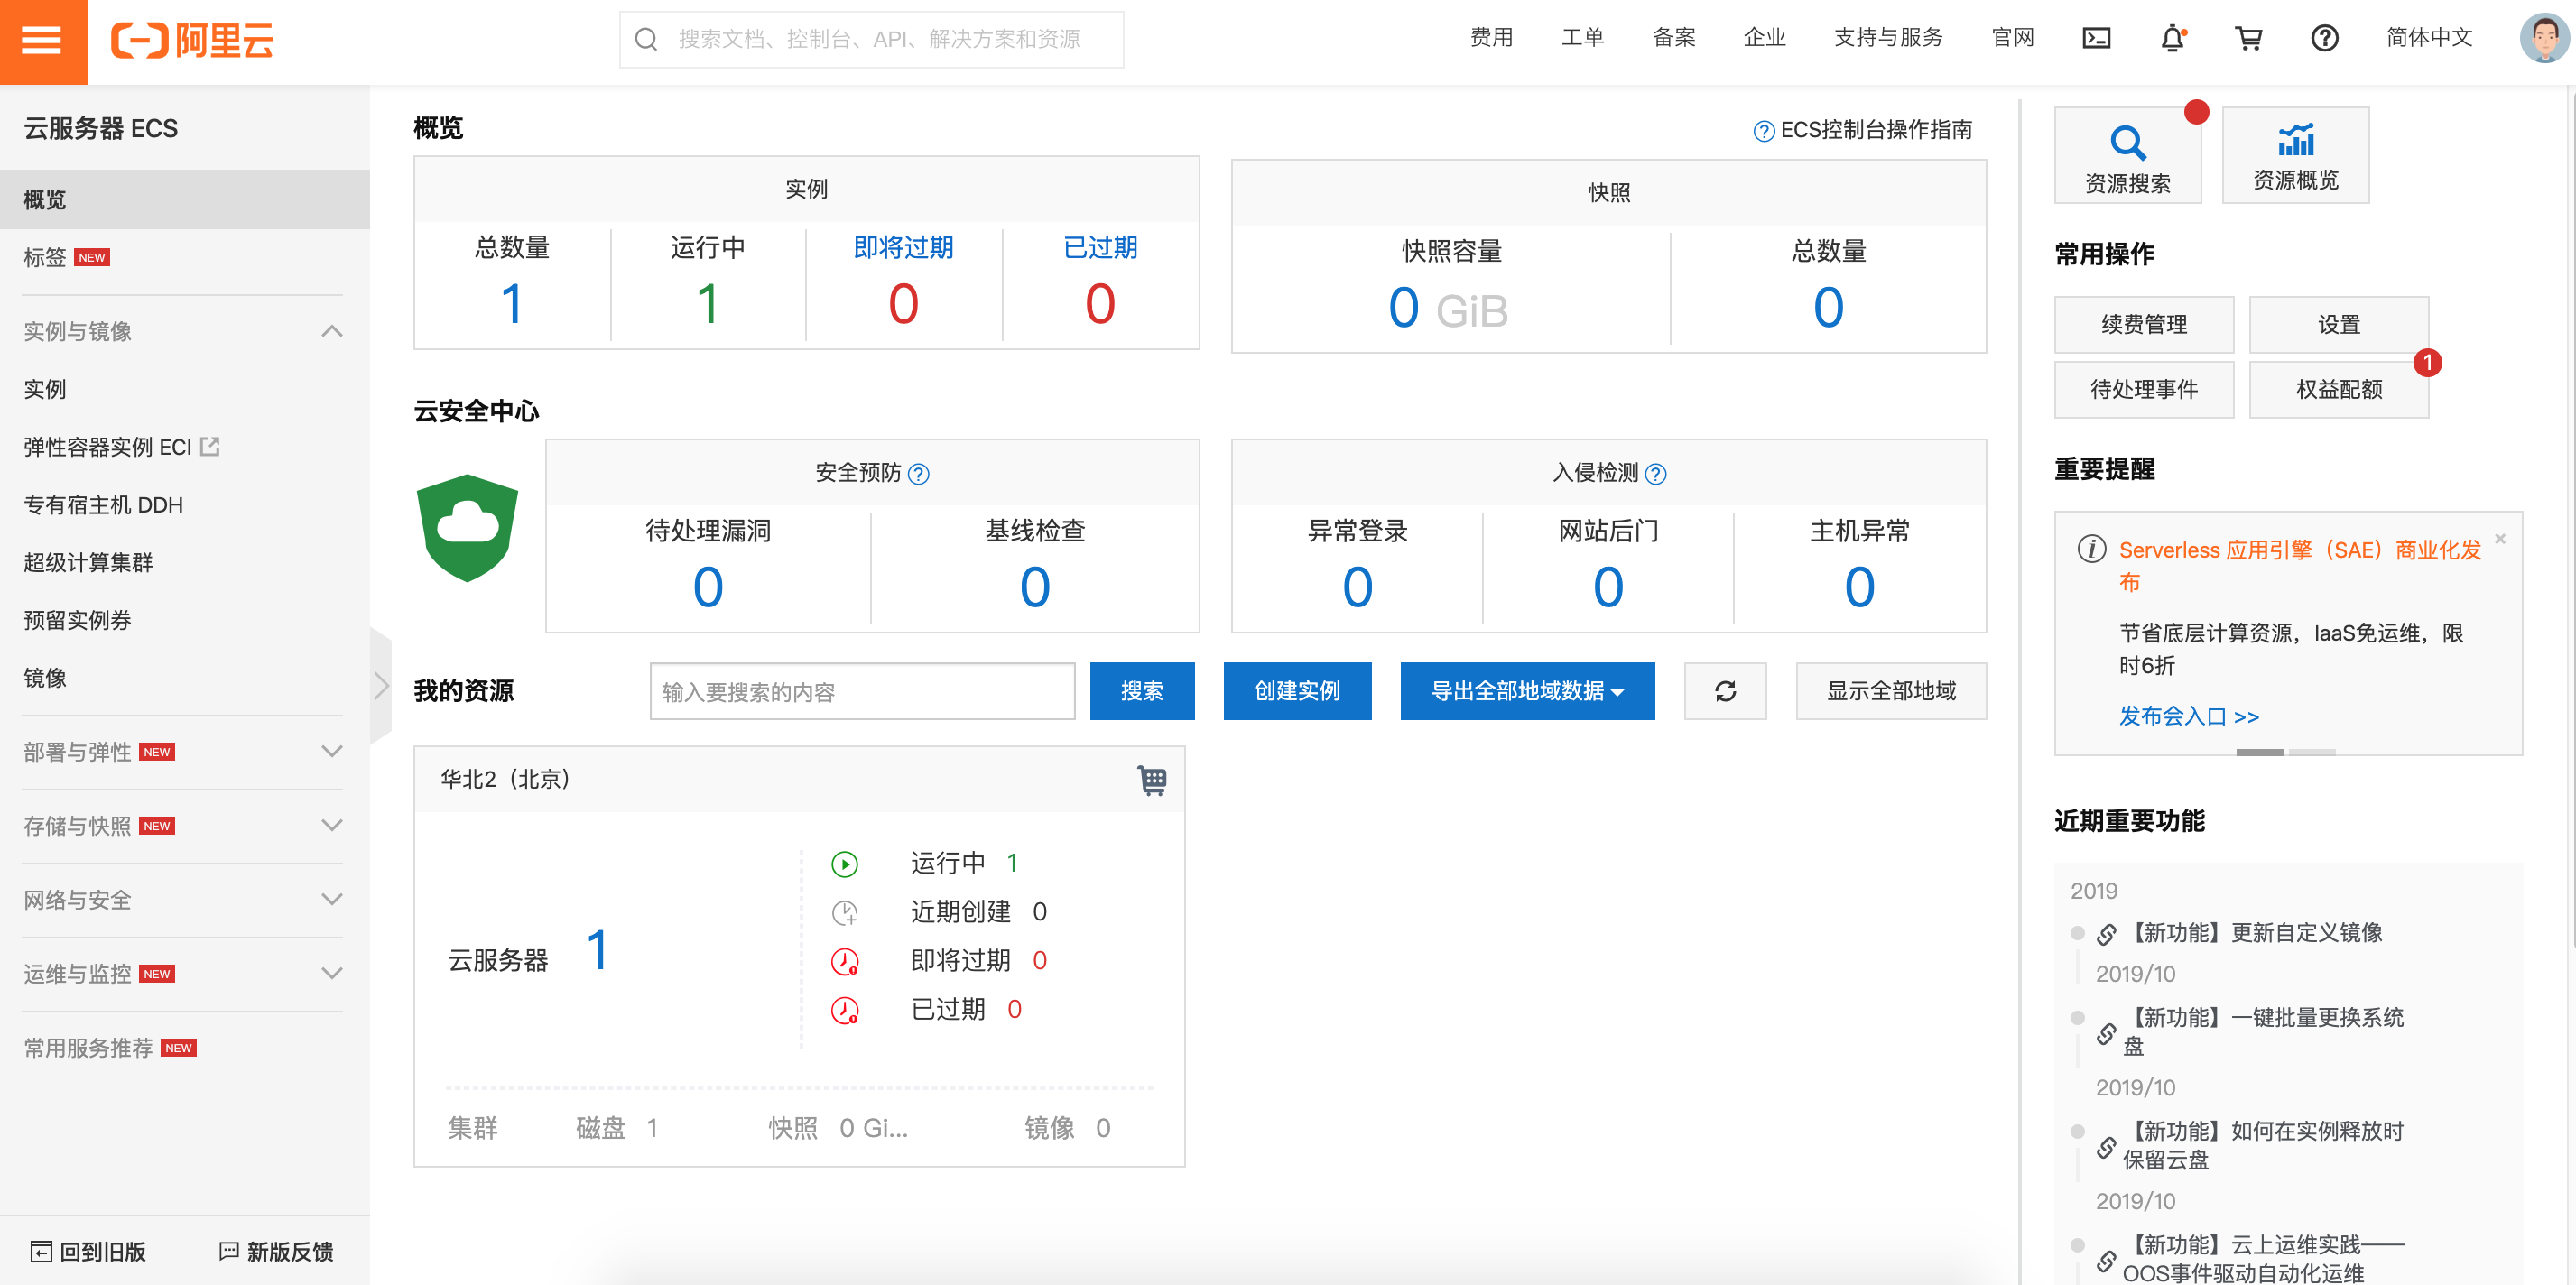 阿里云
搜索文档、控制台、API、解决方案和资源
费用
工单
备案
企业
支持与服务
官网
简体中文
云服务器 ECS
概览
标签 NEW
实例与镜像
实例
弹性容器实例 ECI
专有宿主机 DDH
超级计算集群
预留实例券
镜像
部署与弹性 NEW
存储与快照 NEW
网络与安全
运维与监控 NEW
常用服务推荐 NEW
回到旧版
新版反馈
概览
ECS控制台操作指南
实例
总数量
运行中
即将过期
已过期
1
1
0
0
快照
快照容量
总数量
0 GiB
0
云安全中心
安全预防
待处理漏洞
基线检查
0
0
入侵检测
异常登录
网站后门
主机异常
0
0
0
我的资源
输入要搜索的内容
搜索
创建实例
导出全部地域数据
显示全部地域
华北2（北京）
云服务器 1
运行中 1
近期创建 0
即将过期 0
已过期 0
集群
磁盘 1
快照 0 Gi...
镜像 0
资源搜索
资源概览
常用操作
续费管理
设置
待处理事件
权益配额
1
重要提醒
Serverless 应用引擎（SAE）商业化发
布
节省底层计算资源，IaaS免运维，限
时6折
发布会入口 >>
近期重要功能
2019
【新功能】更新自定义镜像
2019/10
【新功能】一键批量更换系统
盘
2019/10
【新功能】如何在实例释放时
保留云盘
2019/10
【新功能】云上运维实践——
OOS事件驱动自动化运维